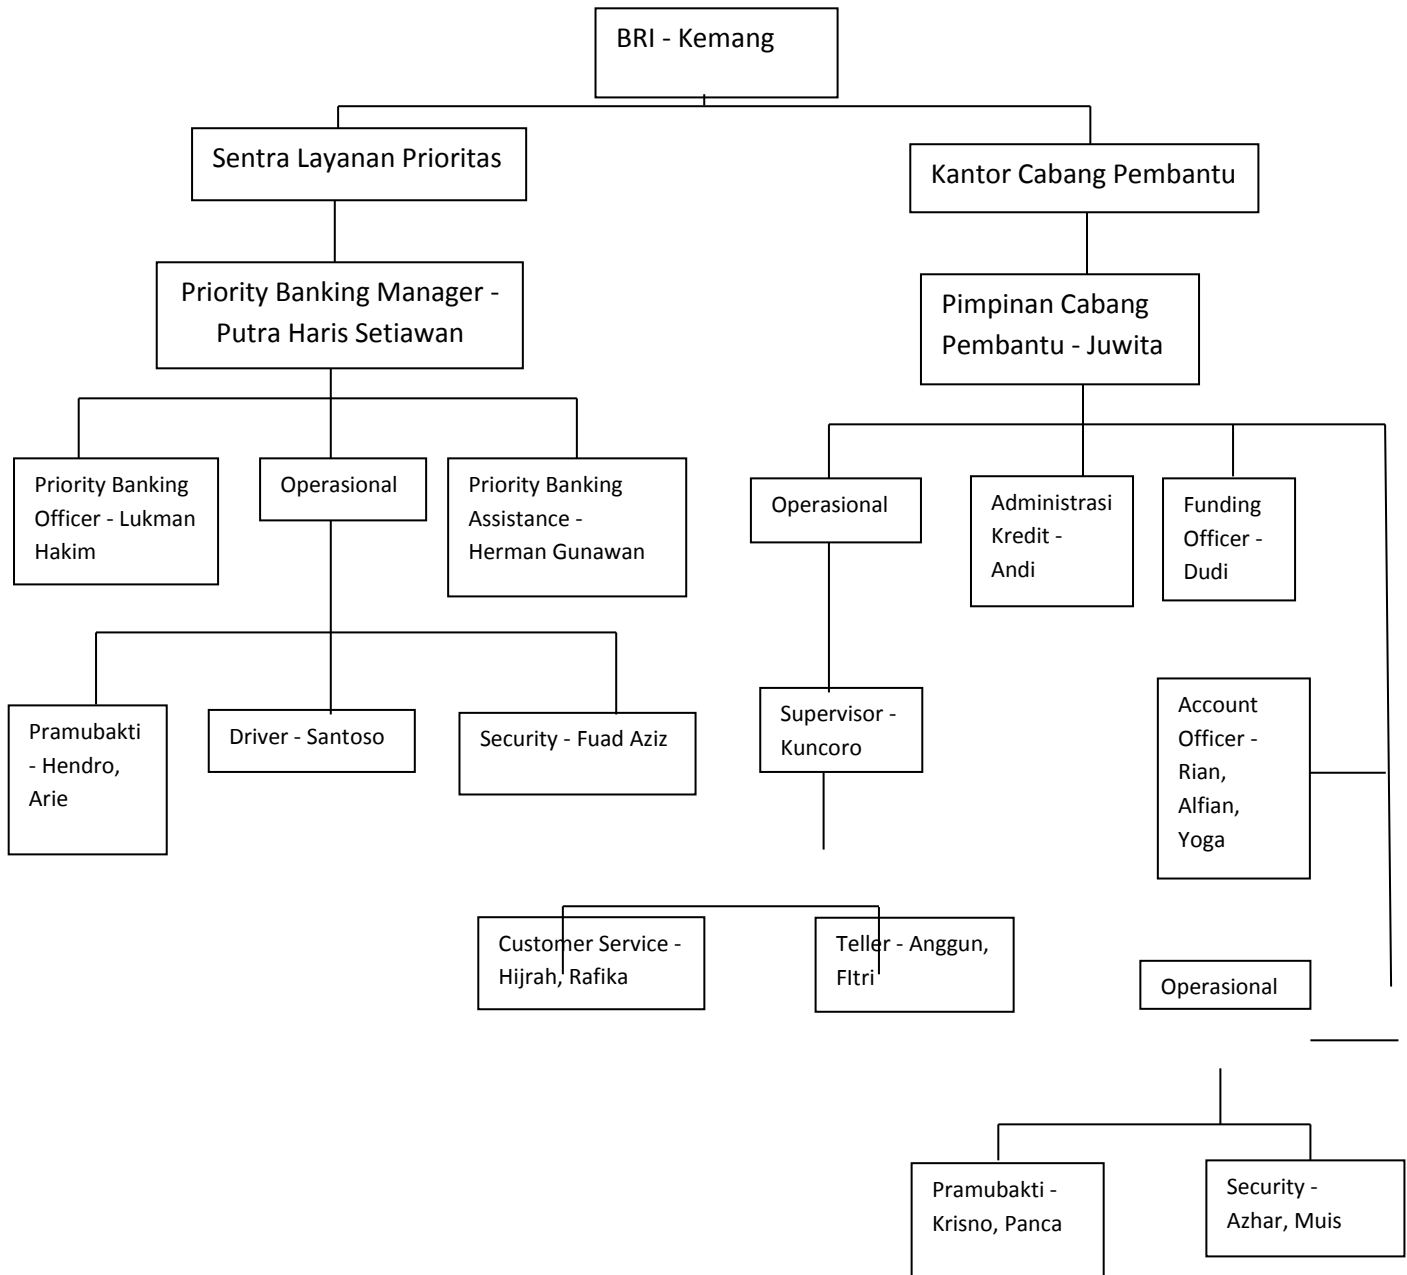 BRI - Kemang
Sentra Layanan Prioritas
Kantor Cabang Pembantu
Priority Banking Manager -
Putra Haris Setiawan
Pimpinan Cabang
Pembantu - Juwita
Priority Banking
Officer - Lukman
Hakim
Operasional
Priority Banking
Assistance -
Herman Gunawan
Operasional
Administrasi
Kredit -
Andi
Funding
Officer -
Dudi
Pramubakti
- Hendro,
Arie
Driver - Santoso
Security - Fuad Aziz
Supervisor -
Kuncoro
Account
Officer -
Rian,
Alfian,
Yoga
Customer Service -
Hijrah, Rafika
Teller - Anggun,
FItri
Operasional
Pramubakti -
Krisno, Panca
Security -
Azhar, Muis